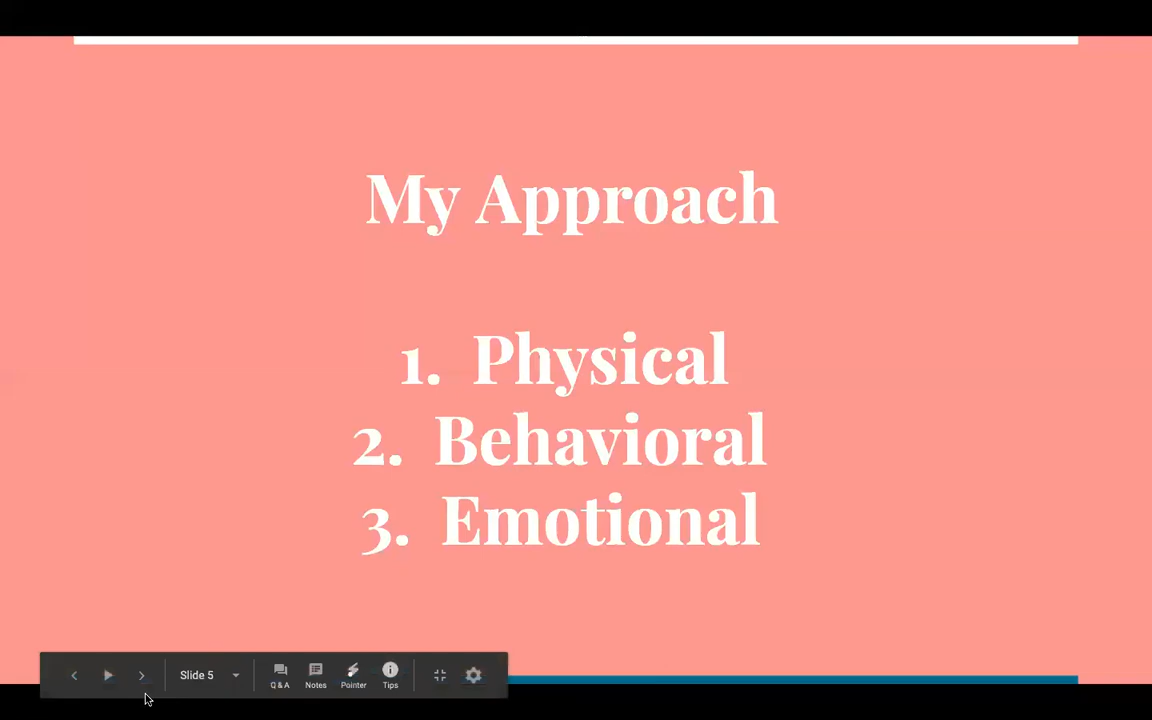 My Approach
1. Physical
2. Behavioral
3. Emotional
Slide 5
Q & A
Notes
Pointer
Tips